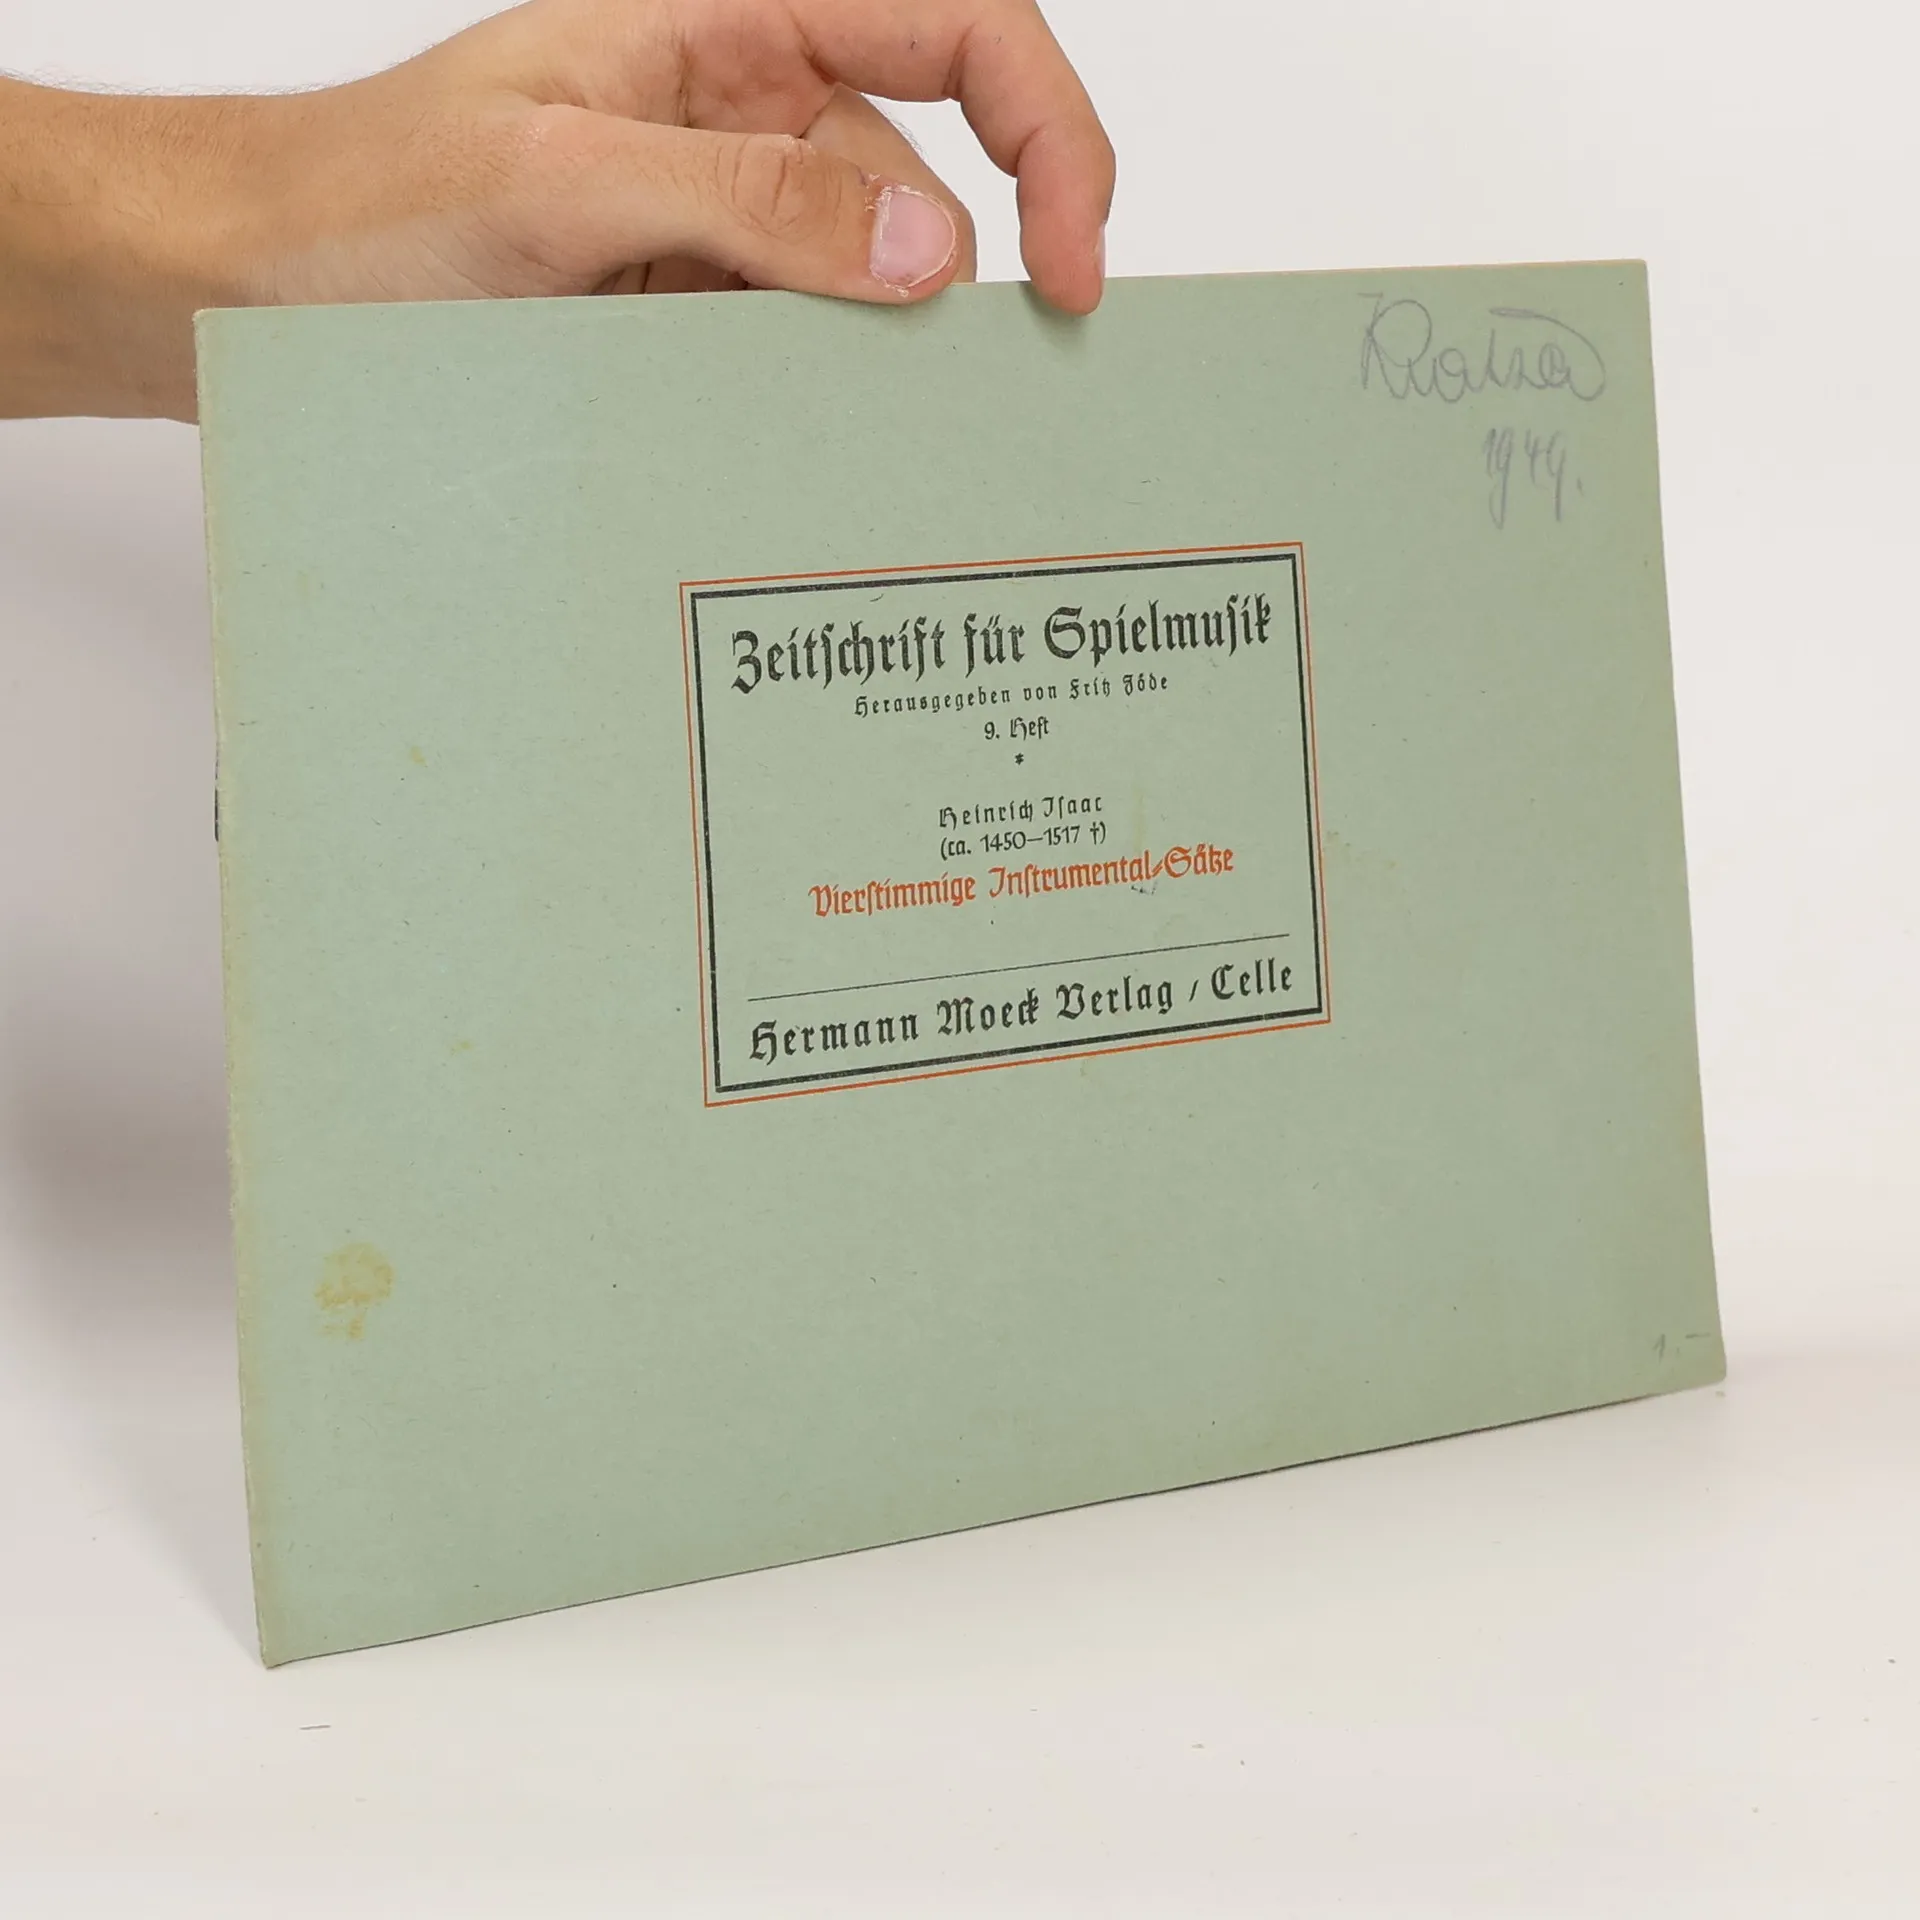 1949.
Zeitschrift für Spielmusik
Herausgegeben von Fritz Jöde
9. Heft
*
Heinrich Isaac
(ca. 1450—1517 †)
Vierstimmige Instrumental-Sätze
Hermann Moeck Verlag / Celle
1.-